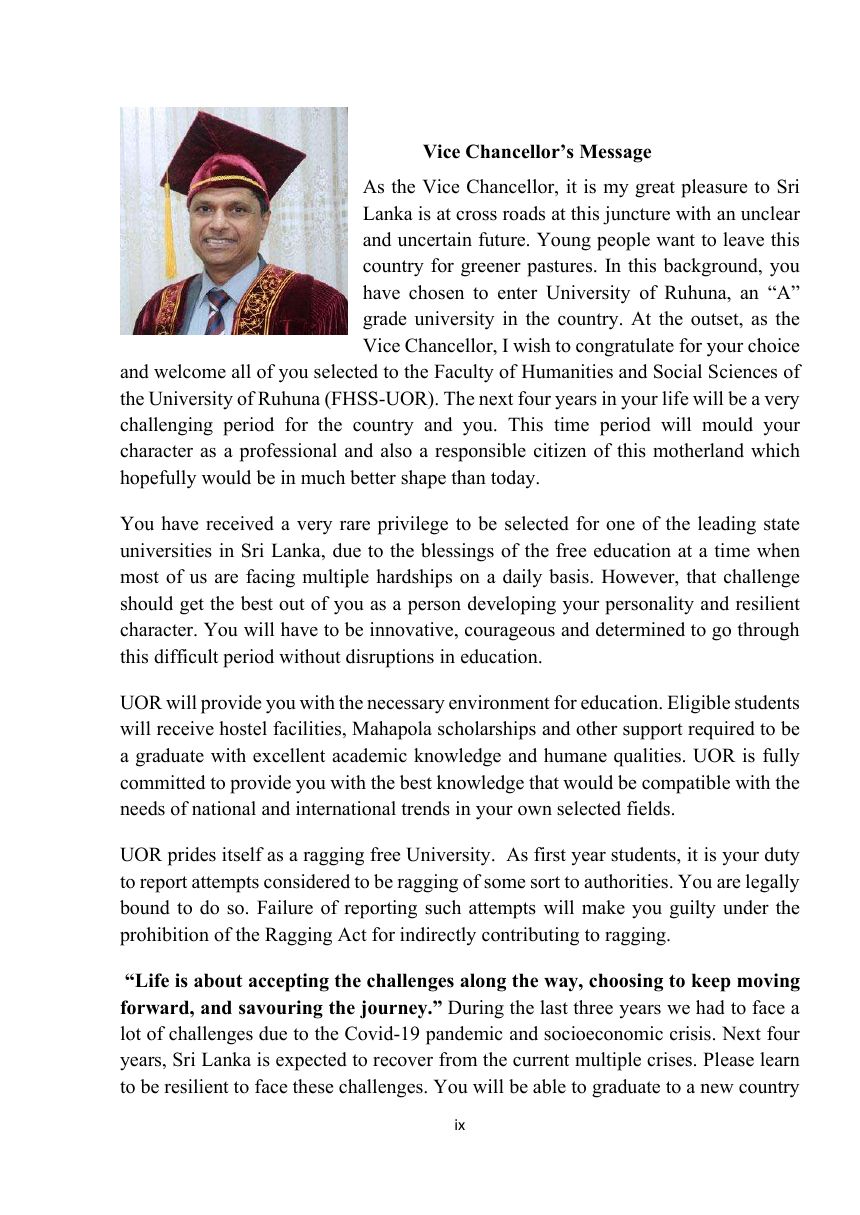 Vice Chancellor’s Message
As the Vice Chancellor, it is my great pleasure to Sri
Lanka is at cross roads at this juncture with an unclear
and uncertain future. Young people want to leave this
country for greener pastures. In this background, you
have chosen to enter University of Ruhuna, an “A”
grade university in the country. At the outset, as the
Vice Chancellor, I wish to congratulate for your choice
and welcome all of you selected to the Faculty of Humanities and Social Sciences of
the University of Ruhuna (FHSS-UOR). The next four years in your life will be a very
challenging period for the country and you. This time period will mould your
character as a professional and also a responsible citizen of this motherland which
hopefully would be in much better shape than today.
You have received a very rare privilege to be selected for one of the leading state
universities in Sri Lanka, due to the blessings of the free education at a time when
most of us are facing multiple hardships on a daily basis. However, that challenge
should get the best out of you as a person developing your personality and resilient
character. You will have to be innovative, courageous and determined to go through
this difficult period without disruptions in education.
UOR will provide you with the necessary environment for education. Eligible students
will receive hostel facilities, Mahapola scholarships and other support required to be
a graduate with excellent academic knowledge and humane qualities. UOR is fully
committed to provide you with the best knowledge that would be compatible with the
needs of national and international trends in your own selected fields.
UOR prides itself as a ragging free University. As first year students, it is your duty
to report attempts considered to be ragging of some sort to authorities. You are legally
bound to do so. Failure of reporting such attempts will make you guilty under the
prohibition of the Ragging Act for indirectly contributing to ragging.
“Life is about accepting the challenges along the way, choosing to keep moving
forward, and savouring the journey.” During the last three years we had to face a
lot of challenges due to the Covid-19 pandemic and socioeconomic crisis. Next four
years, Sri Lanka is expected to recover from the current multiple crises. Please learn
to be resilient to face these challenges. You will be able to graduate to a new country
ix